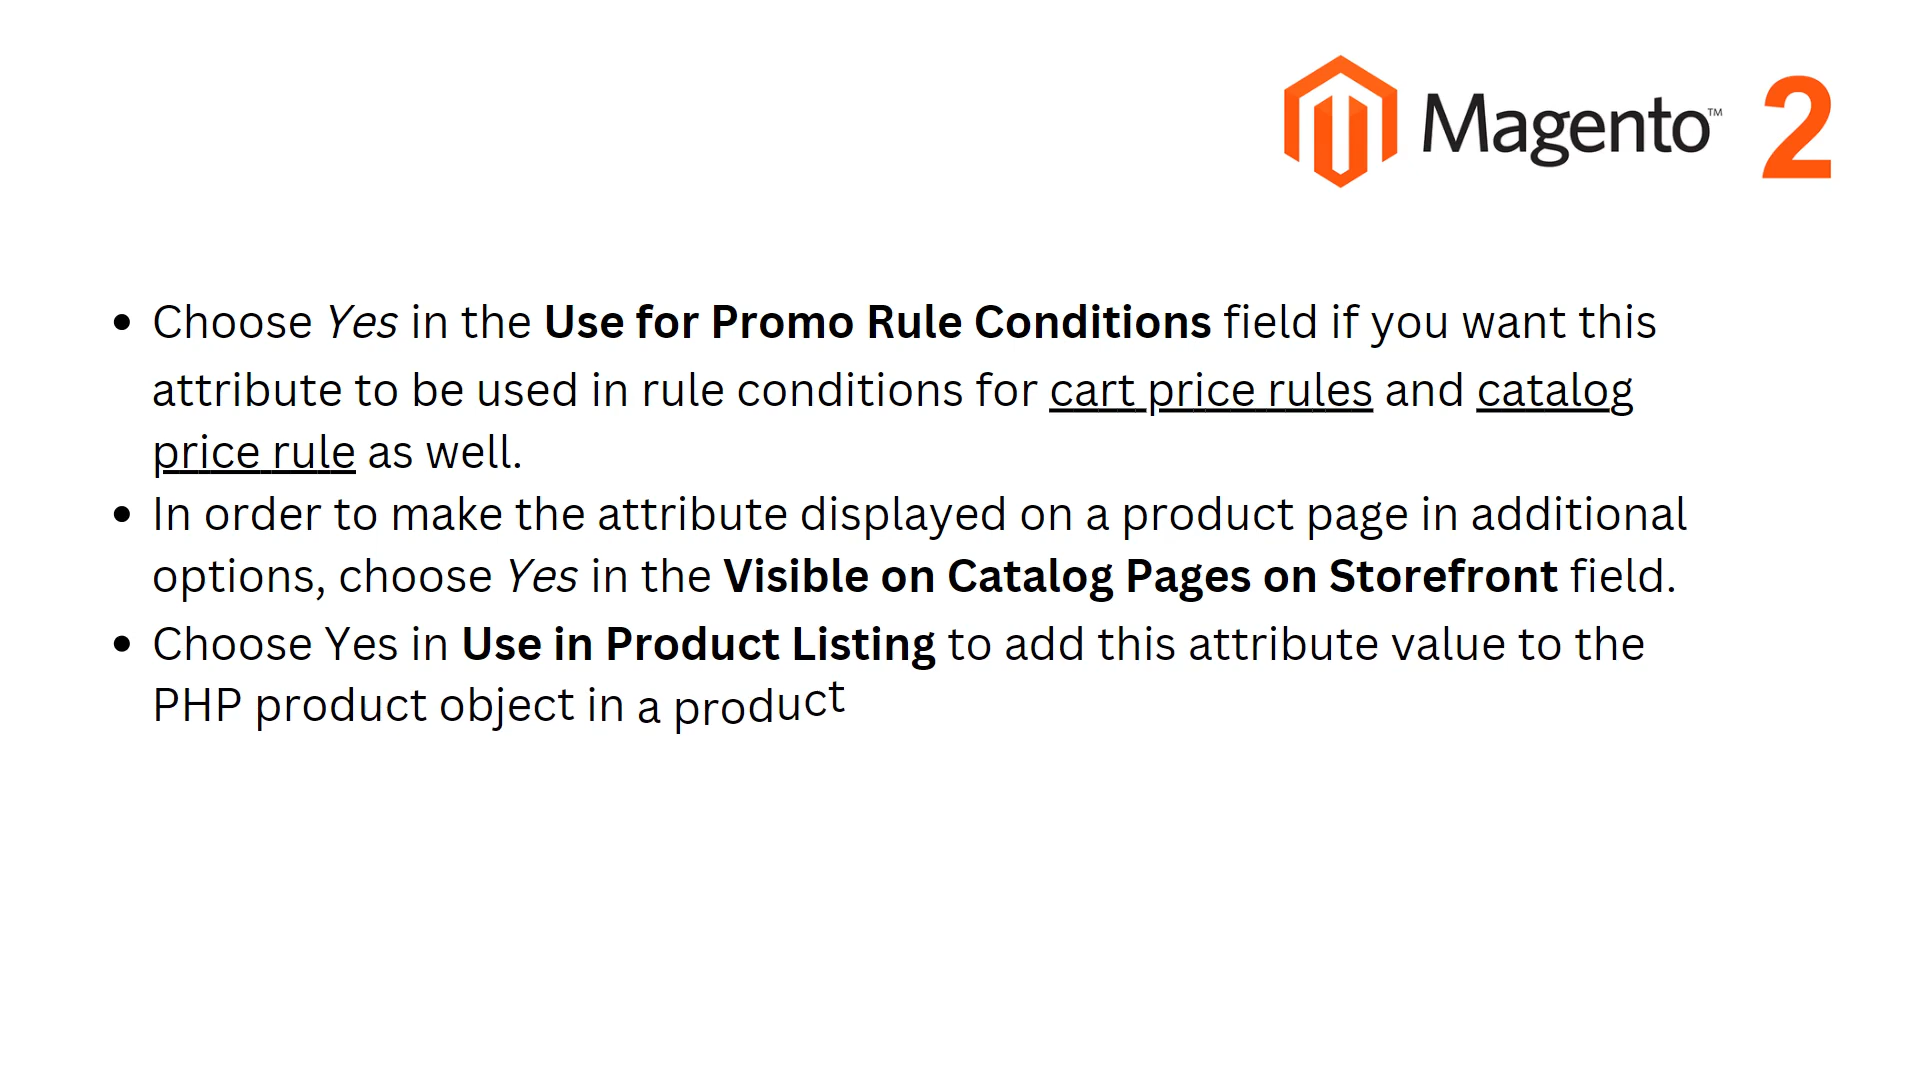 Magento™ 2
• Choose Yes in the Use for Promo Rule Conditions field if you want this
attribute to be used in rule conditions for cart price rules and catalog
price rule as well.
• In order to make the attribute displayed on a product page in additional
options, choose Yes in the Visible on Catalog Pages on Storefront field.
• Choose Yes in Use in Product Listing to add this attribute value to the
PHP product object in a product